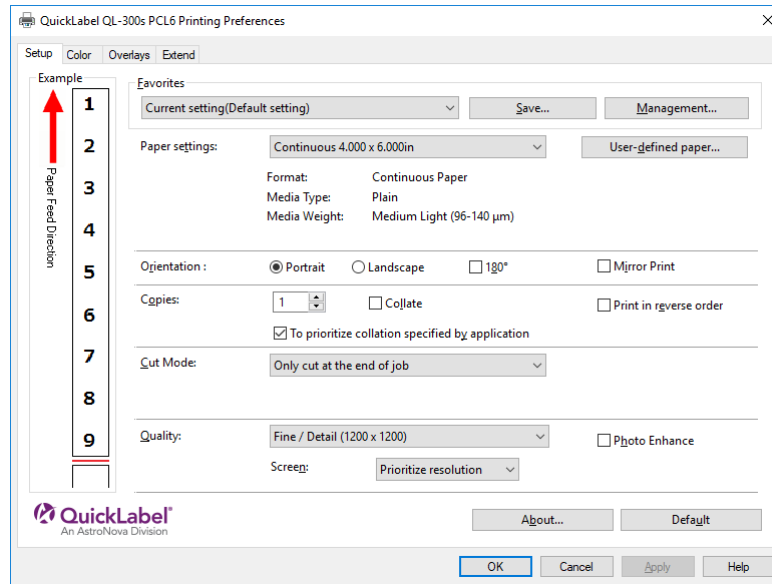 QuickLabel QL-300s PCL6 Printing Preferences
Setup Color Overlays Extend
Example
Paper Feed Direction
1
2
3
4
5
6
7
8
9
Favorites
Current setting(Default setting) Save... Management...
Paper settings: Continuous 4.000 x 6.000in User-defined paper...
Format: Continuous Paper
Media Type: Plain
Media Weight: Medium Light (96-140 µm)
Orientation : Portrait Landscape 180° Mirror Print
Copies: 1 Collate Print in reverse order
To prioritize collation specified by application
Cut Mode: Only cut at the end of job
Quality: Fine / Detail (1200 x 1200) Photo Enhance
Screen: Prioritize resolution
QuickLabel®
An AstroNova Division
About... Default
OK Cancel Apply Help